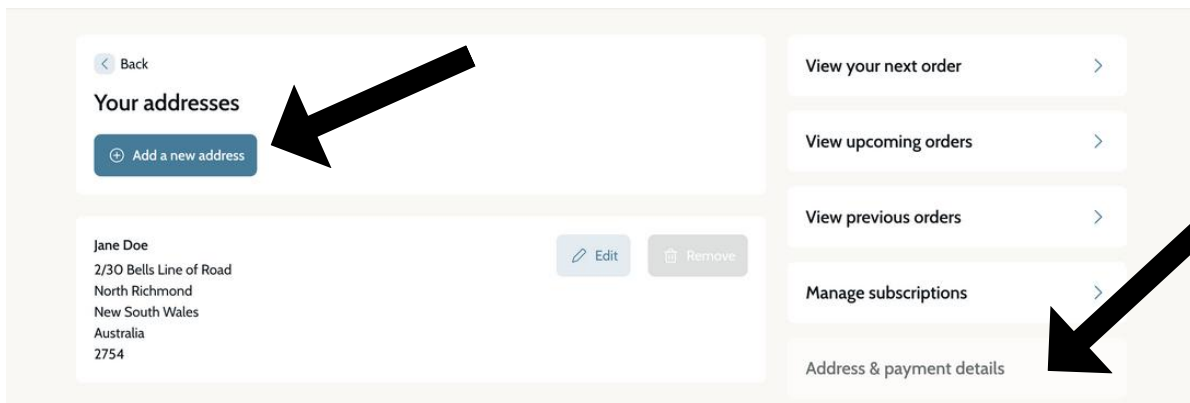 Back
Your addresses
Add a new address
Jane Doe
2/30 Bells Line of Road
North Richmond
New South Wales
Australia
2754
Edit
Remove
View your next order
View upcoming orders
View previous orders
Manage subscriptions
Address & payment details